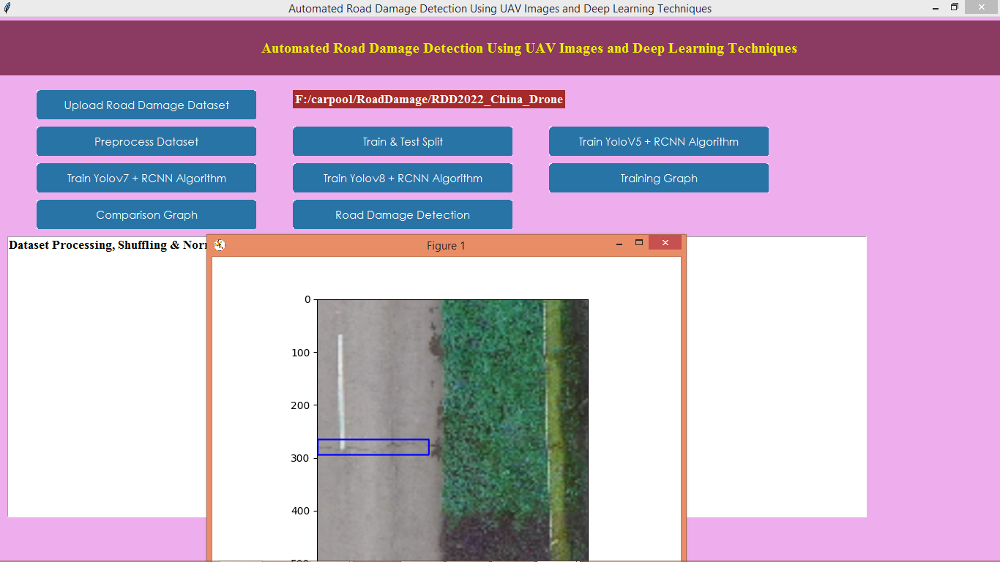 Automated Road Damage Detection Using UAV Images and Deep Learning Techniques
Automated Road Damage Detection Using UAV Images and Deep Learning Techniques
Upload Road Damage Dataset
F:/carpool/RoadDamage/RDD2022_China_Drone
Preprocess Dataset
Train & Test Split
Train YoloV5 + RCNN Algorithm
Train Yolov7 + RCNN Algorithm
Train Yolov8 + RCNN Algorithm
Training Graph
Comparison Graph
Road Damage Detection
Dataset Processing, Shuffling &
Figure 1
0
100
200
300
400